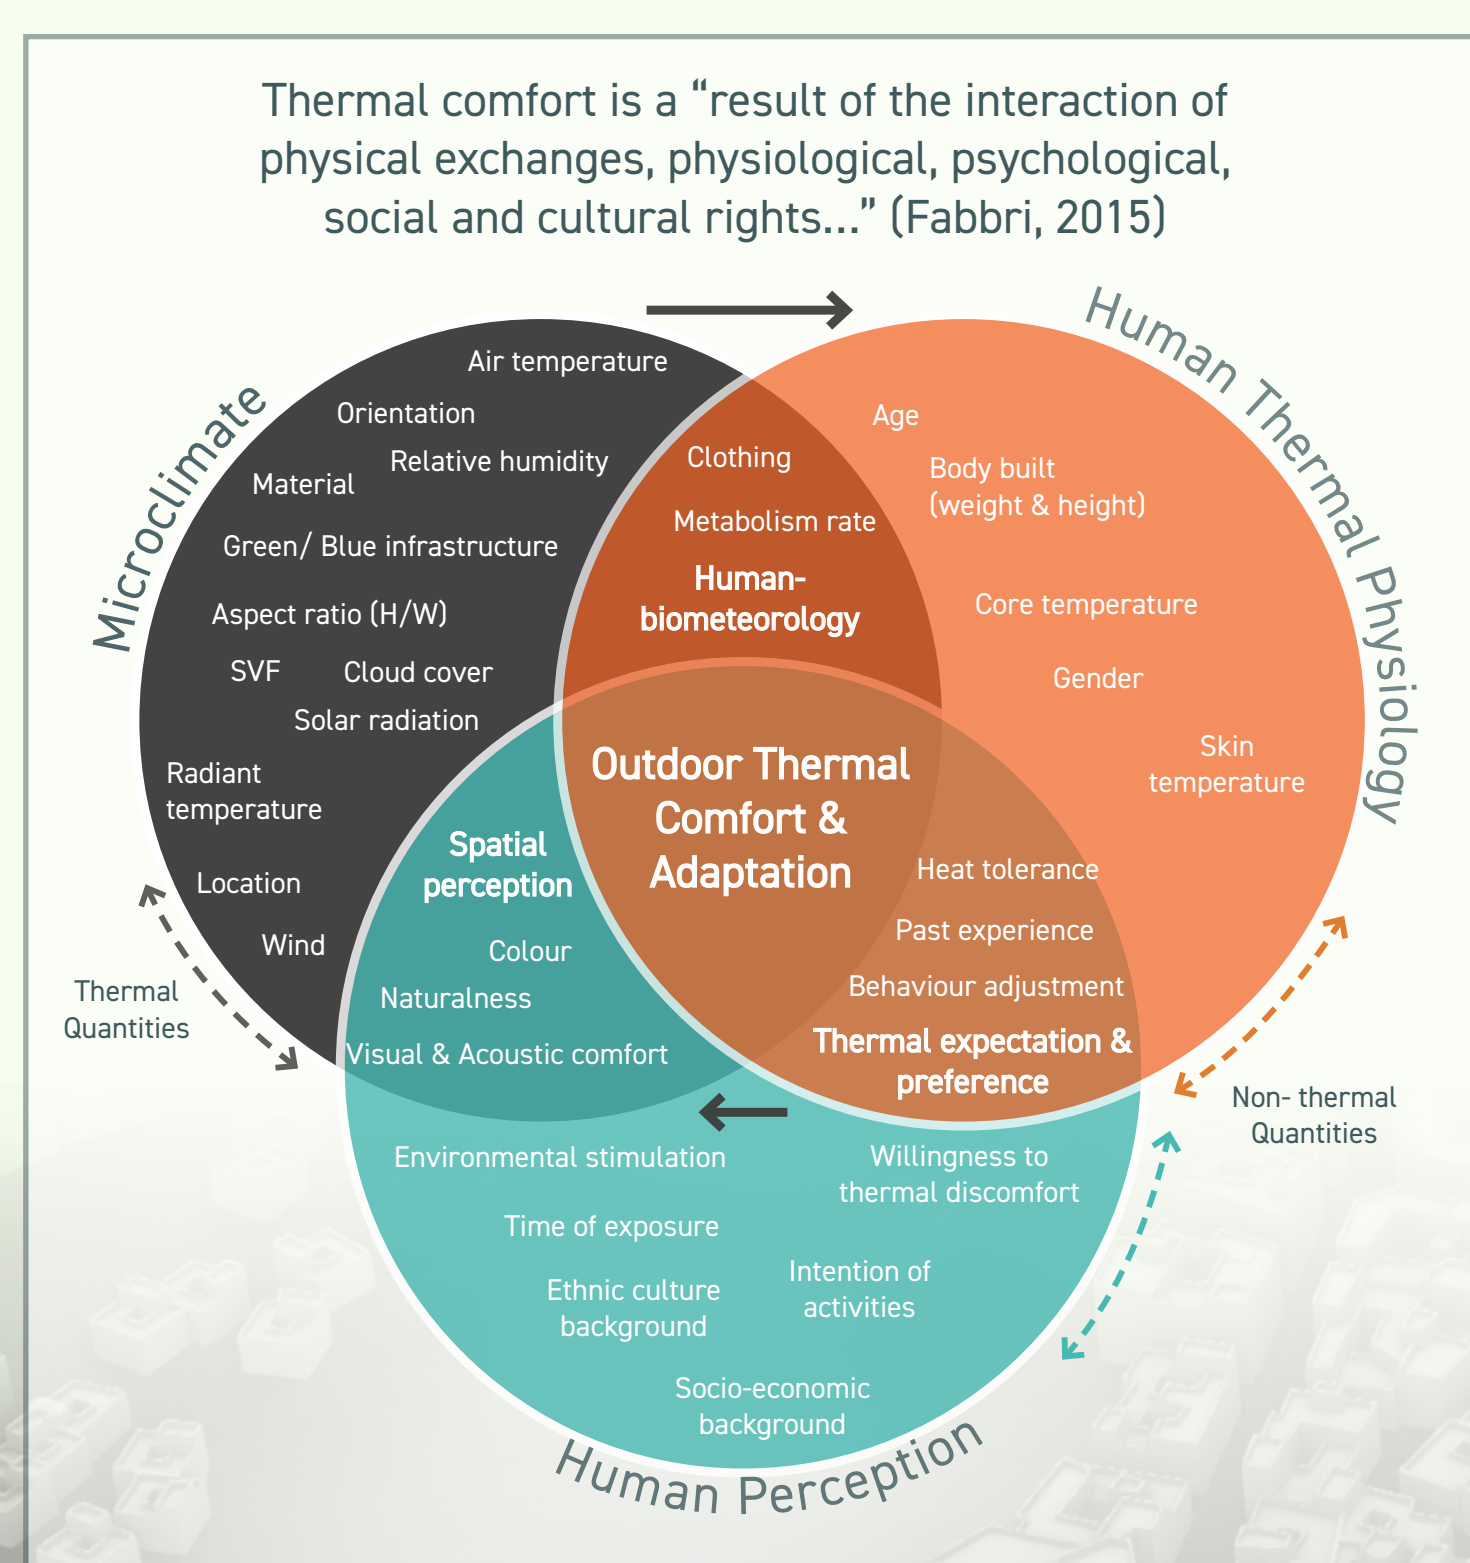 Thermal comfort is a “result of the interaction of
physical exchanges, physiological, psychological,
social and cultural rights...” (Fabbri, 2015)
Microclimate
Air temperature
Orientation
Relative humidity
Material
Green/ Blue infrastructure
Aspect ratio (H/W)
SVF
Cloud cover
Solar radiation
Radiant
temperature
Location
Wind
Thermal
Quantities
Clothing
Metabolism rate
Human-
biometeorology
Human Thermal Physiology
Age
Body built
(weight & height)
Core temperature
Gender
Skin
temperature
Outdoor Thermal
Comfort &
Adaptation
Spatial
perception
Colour
Naturalness
Visual & Acoustic comfort
Heat tolerance
Past experience
Behaviour adjustment
Thermal expectation &
preference
Non- thermal
Quantities
Environmental stimulation
Willingness to
thermal discomfort
Time of exposure
Intention of
activities
Ethnic culture
background
Socio-economic
background
Human Perception